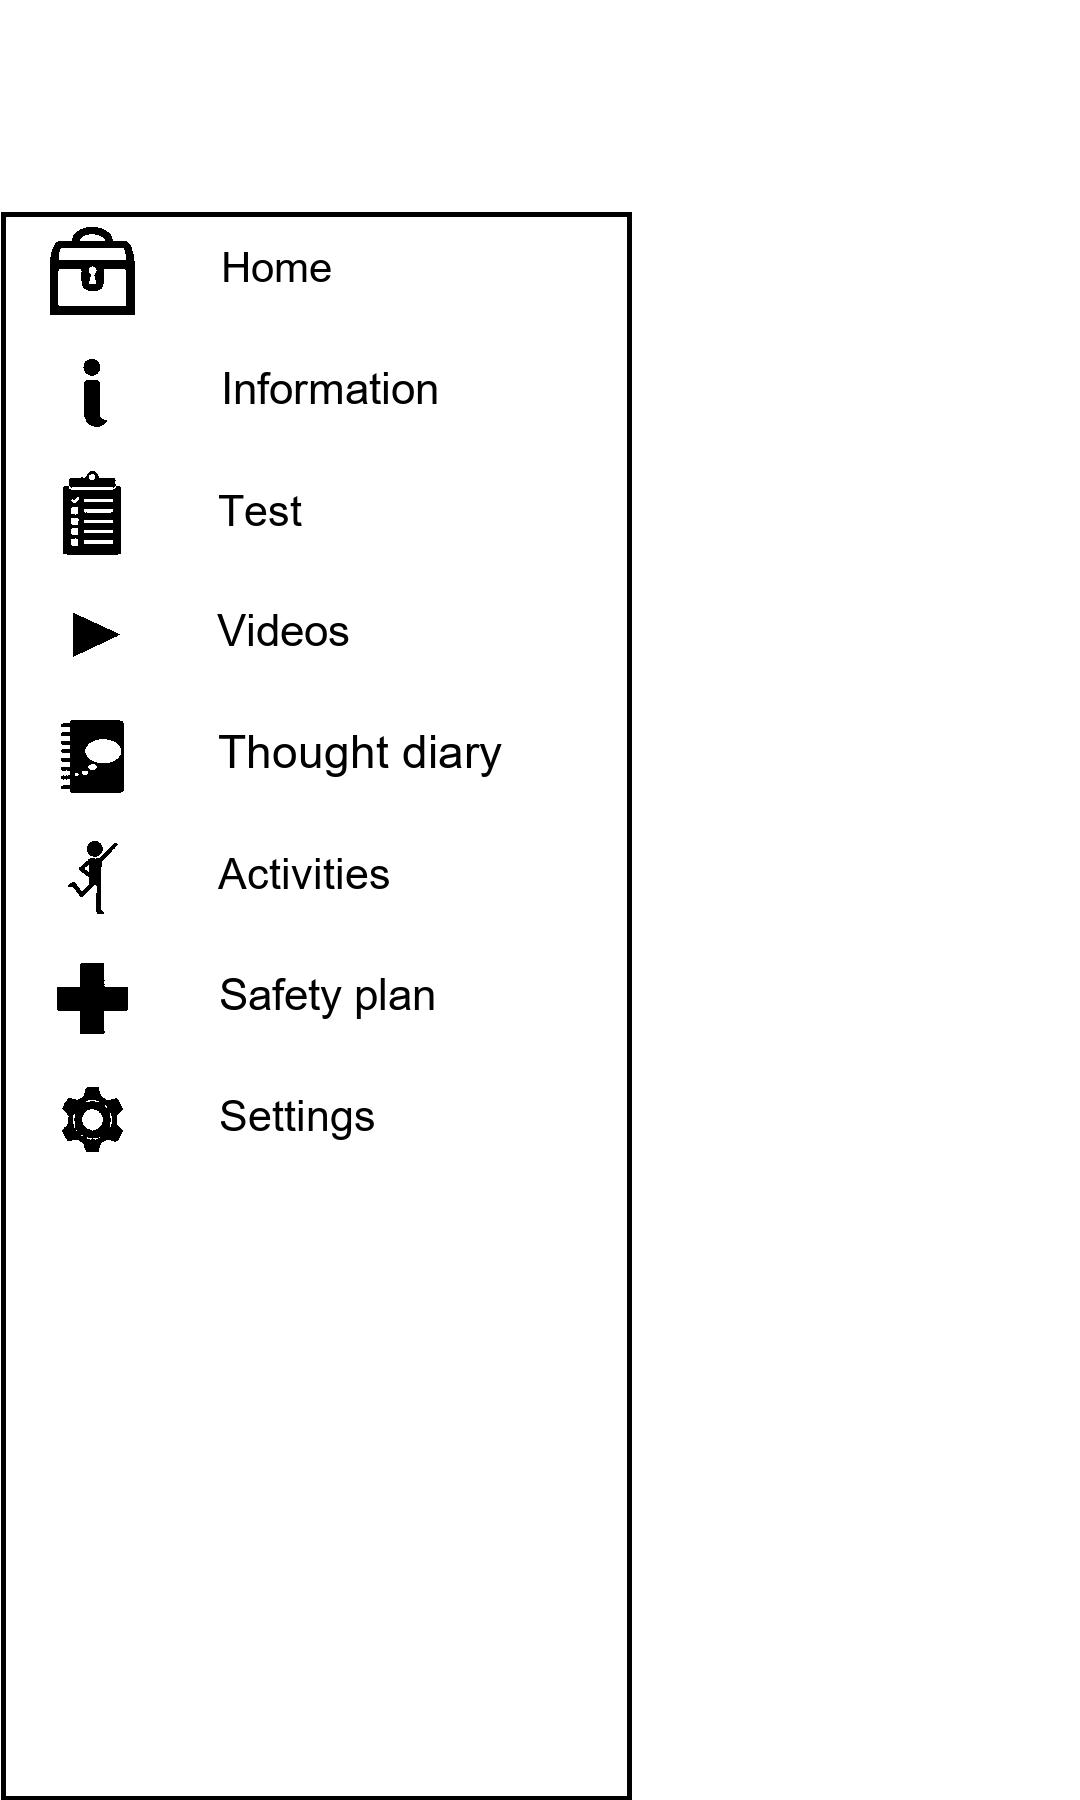 Home
Information
Test
Videos
Thought diary
Activities
Safety plan
Settings